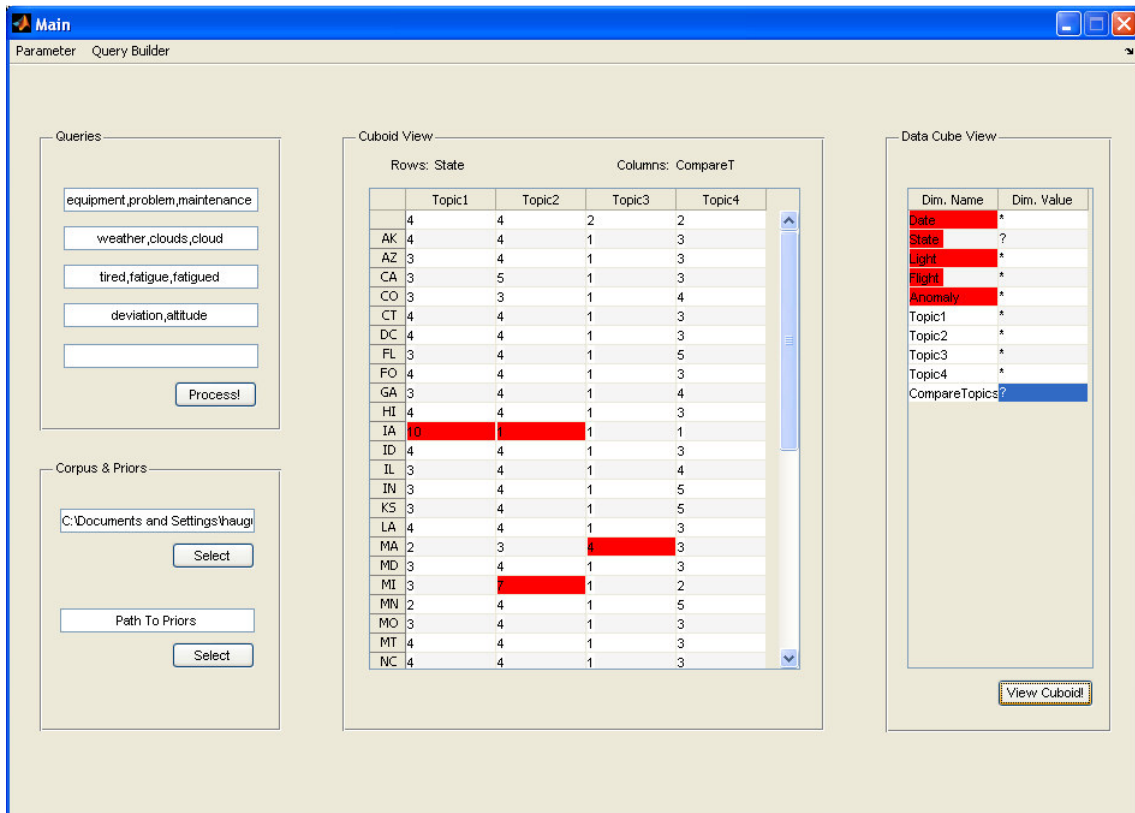 Main
Parameter Query Builder
Queries
equipment,problem,maintenance
weather,clouds,cloud
tired,fatigue,fatigued
deviation,altitude
Process!
Corpus & Priors
C:\Documents and Settings\haugu
Select
Path To Priors
Select
Cuboid View
Rows: State Columns: CompareT
Topic1 Topic2 Topic3 Topic4
4 4 2 2
AK 4 4 1 3
AZ 3 4 1 3
CA 3 5 1 3
CO 3 3 1 4
CT 4 4 1 3
DC 4 4 1 3
FL 3 4 1 5
FO 4 4 1 3
GA 3 4 1 4
HI 4 4 1 3
IA 10 1 1 1
ID 4 4 1 3
IL 3 4 1 4
IN 3 4 1 5
KS 3 4 1 5
LA 4 4 1 3
MA 2 3 4 3
MD 3 4 1 3
MI 3 7 1 2
MN 2 4 1 5
MO 3 4 1 3
MT 4 4 1 3
NC 4 4 1 3
Data Cube View
Dim. Name Dim. Value
Date *
State ?
Light *
Flight *
Anomaly *
Topic1 *
Topic2 *
Topic3 *
Topic4 *
CompareTopics ?
View Cuboid!